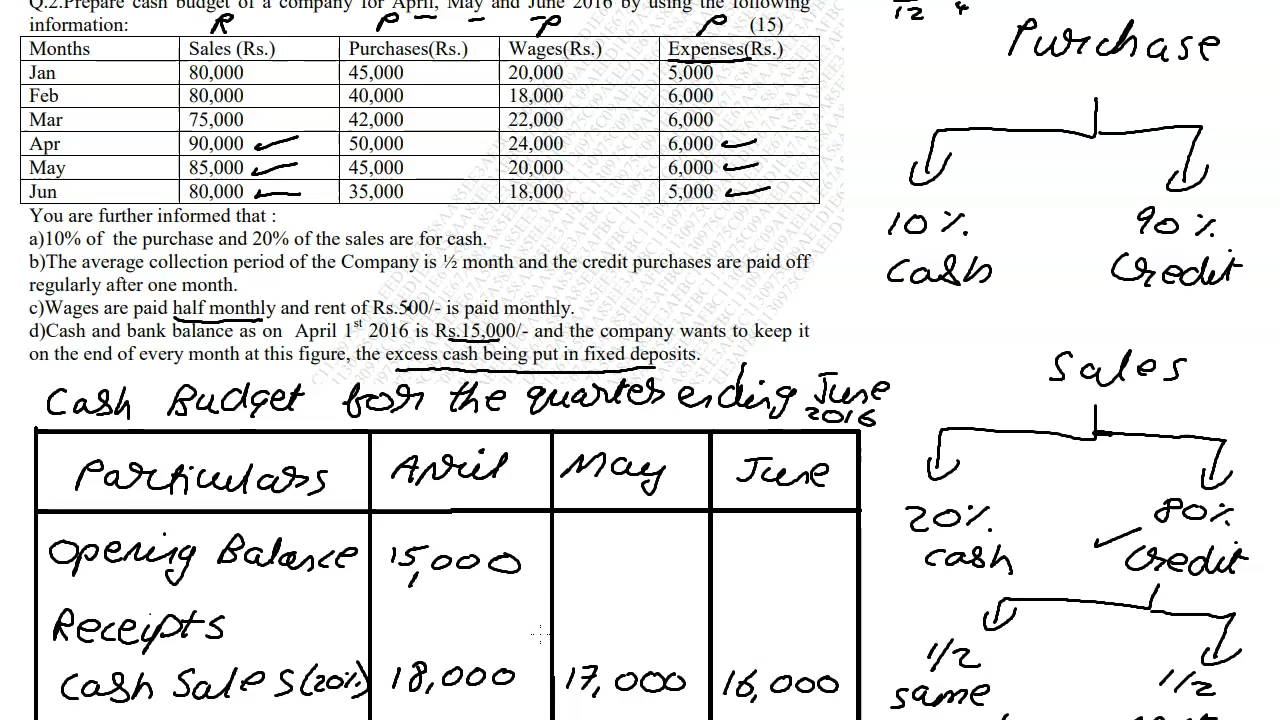 Q.2.Prepare cash budget of a company for April, May and June 2016 by using the following
information: (15)
R P P P
Months Sales (Rs.) Purchases(Rs.) Wages(Rs.) Expenses(Rs.)
Jan 80,000 45,000 20,000 5,000
Feb 80,000 40,000 18,000 6,000
Mar 75,000 42,000 22,000 6,000
Apr 90,000 50,000 24,000 6,000
May 85,000 45,000 20,000 6,000
Jun 80,000 35,000 18,000 5,000
You are further informed that :
a)10% of the purchase and 20% of the sales are for cash.
b)The average collection period of the Company is ½ month and the credit purchases are paid off
regularly after one month.
c)Wages are paid half monthly and rent of Rs.500/- is paid monthly.
d)Cash and bank balance as on April 1st 2016 is Rs.15,000/- and the company wants to keep it
on the end of every month at this figure, the excess cash being put in fixed deposits.
Cash Budget for the quarter ending June
2016
Particulars April May June
Opening Balance 15,000
Receipts
Cash Sales (20%) 18,000 17,000 16,000
12
Purchase
10% 90%
Cash Credit
Sales
20% 80%
cash Credit
1/2 1/2
same